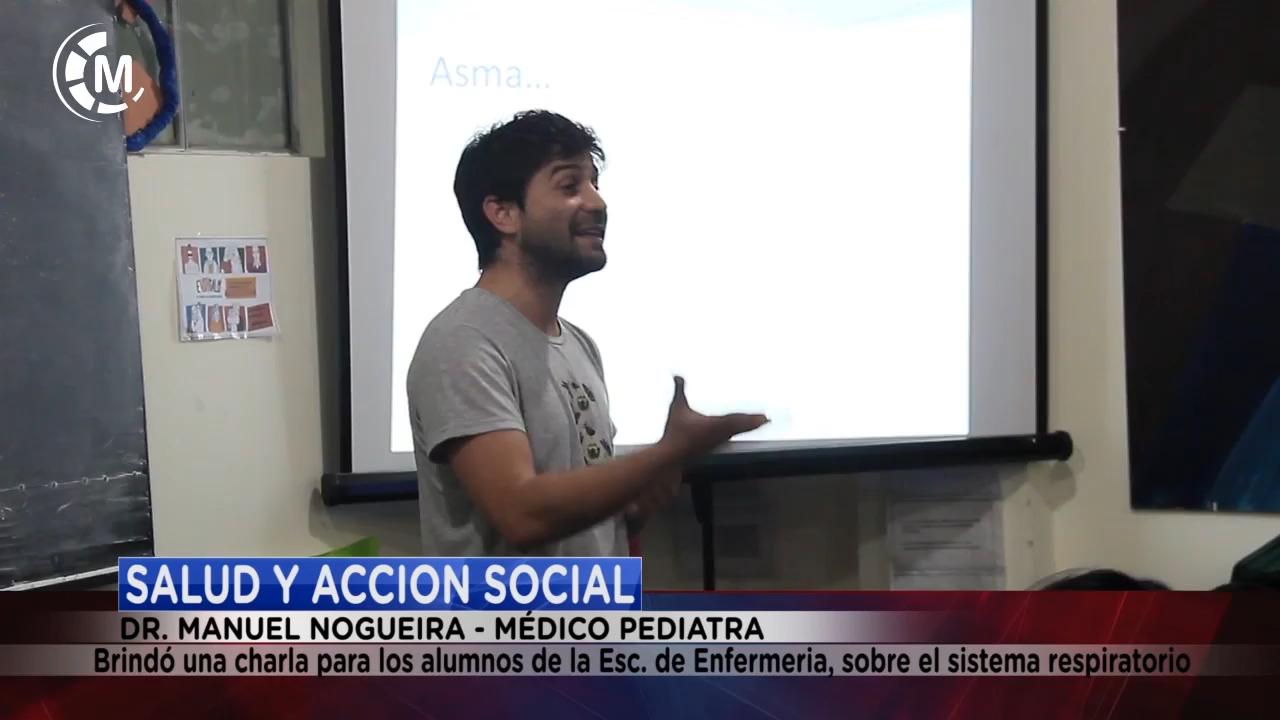 M
Asma...
SALUD Y ACCION SOCIAL
DR. MANUEL NOGUEIRA - MÉDICO PEDIATRA
Brindó una charla para los alumnos de la Esc. de Enfermeria, sobre el sistema respiratorio